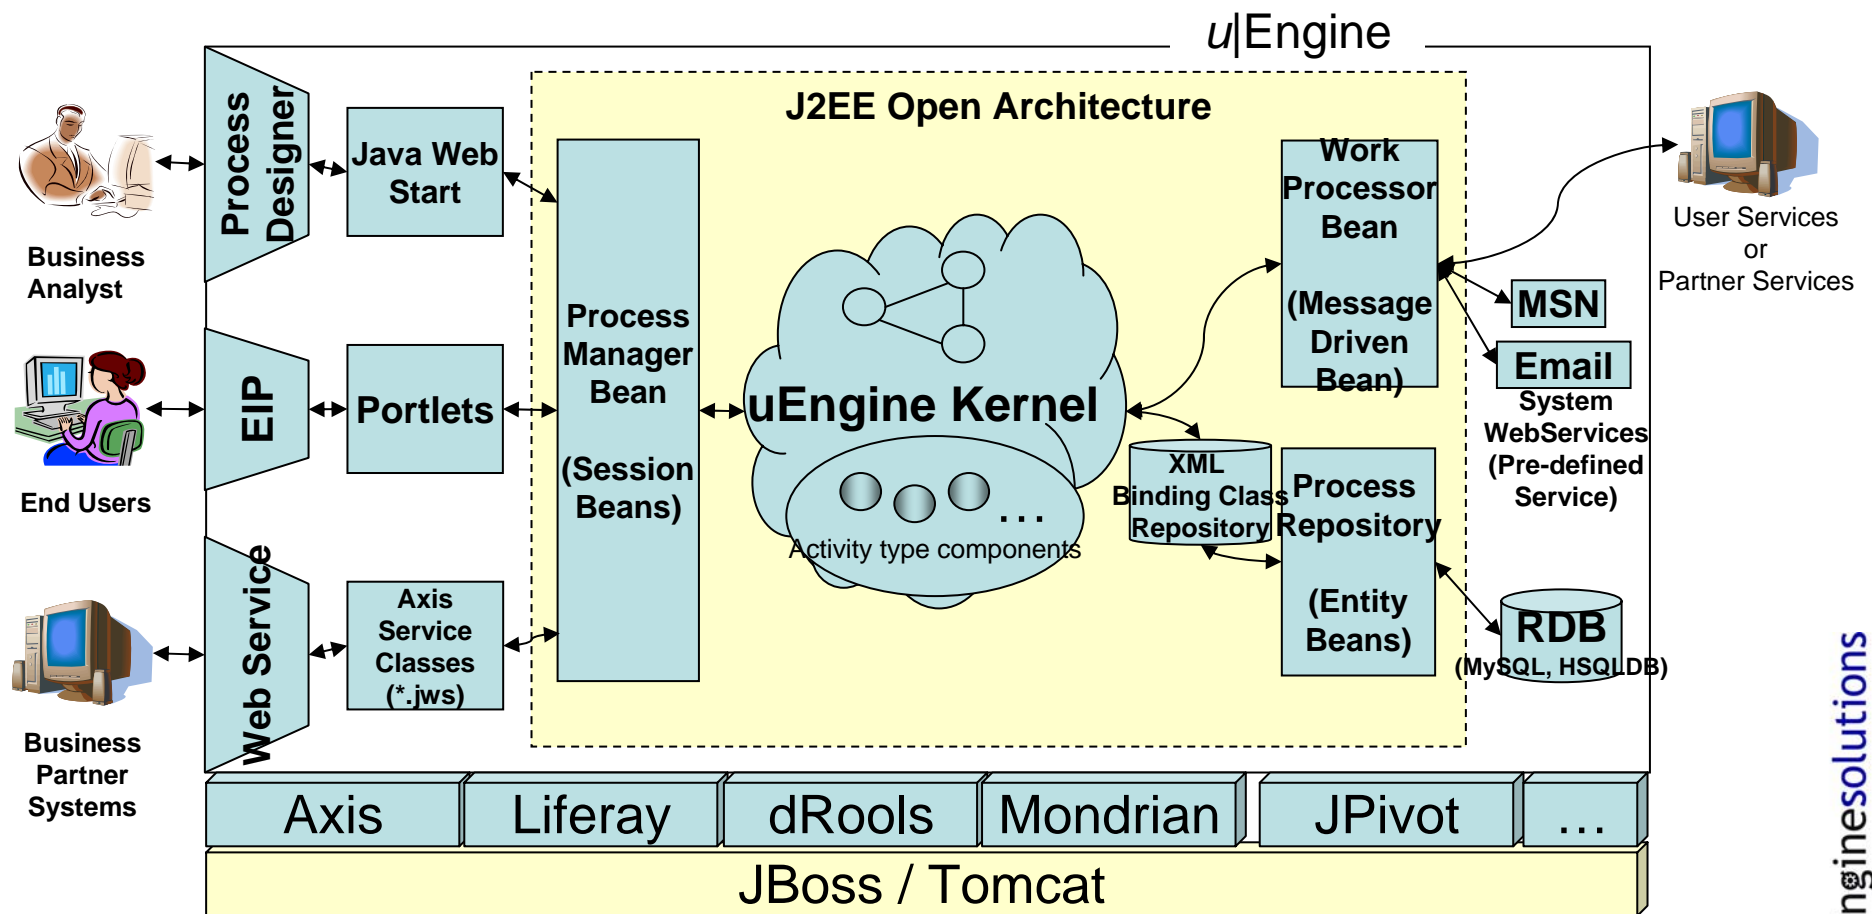 u|Engine
J2EE Open Architecture
Process
Designer
Java Web
Start
Business
Analyst
Work
Processor
Bean
(Message
Driven
Bean)
User Services
or
Partner Services
MSN
Email
System
WebServices
(Pre-defined
Service)
Process
Manager
Bean
(Session
Beans)
uEngine Kernel
...
Activity type components
EIP
Portlets
End Users
XML
Binding Class
Repository
Process
Repository
(Entity
Beans)
RDB
(MySQL, HSQLDB)
Web Service
Axis
Service
Classes
(*.jws)
Business
Partner
Systems
Axis
Liferay
dRools
Mondrian
JPivot
...
JBoss / Tomcat
nginesolutions